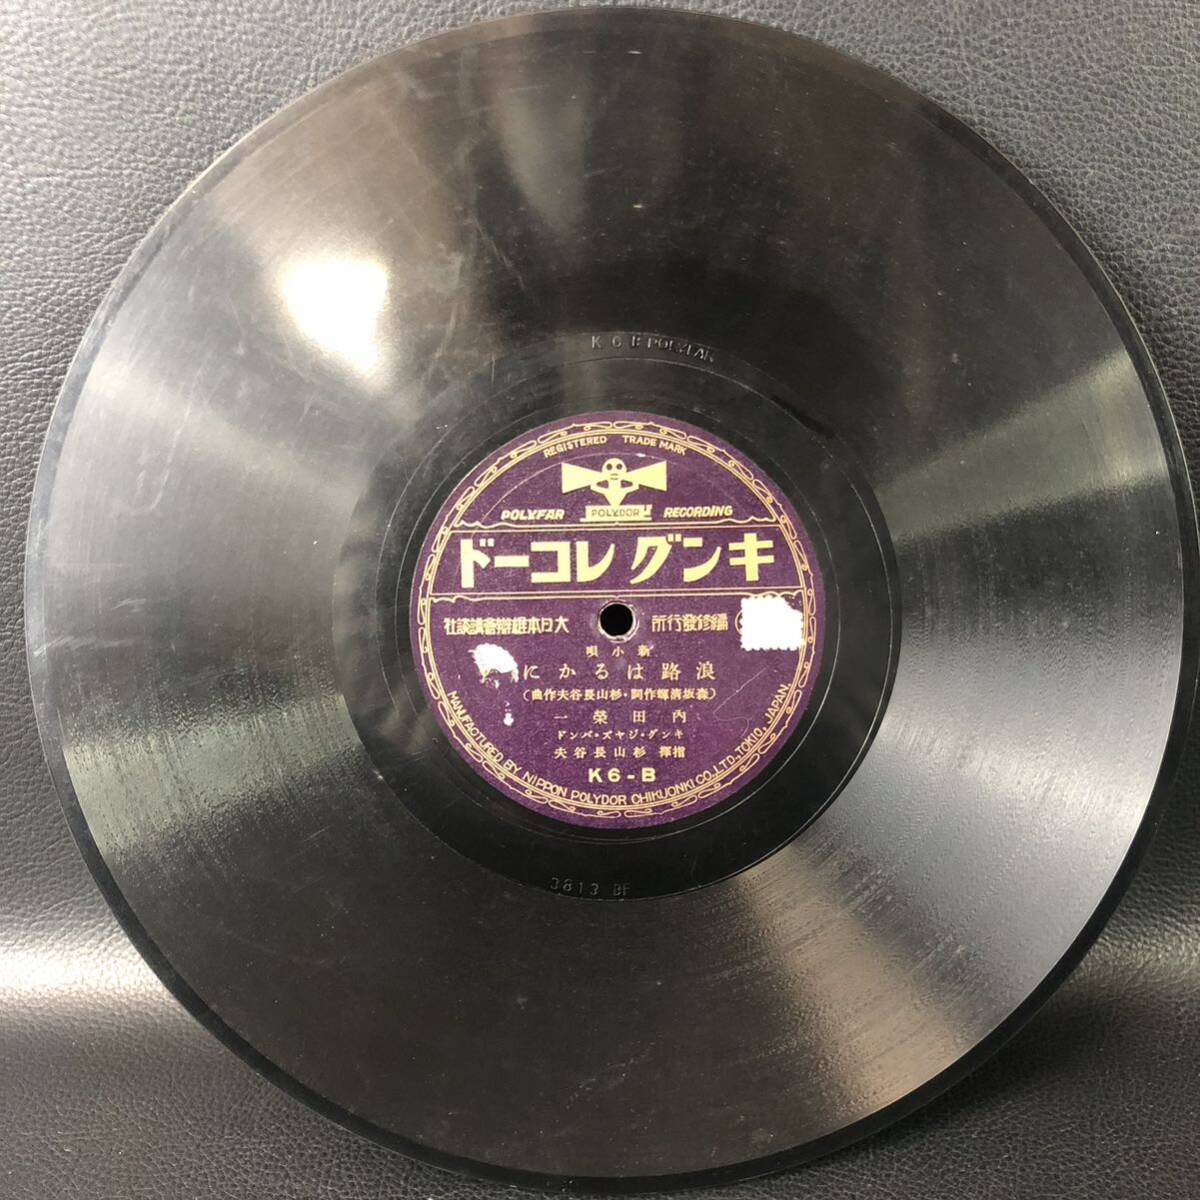 K 6 B POLYFAR
REGISTERED TRADE MARK
POLYFAR POLYDOR RECORDING
キング レコード
編修發行所 大日本雄辯會講談社
新小唄
浪路はるかに
(森坂清輝作詞・杉山長谷夫作曲)
內田榮一
キング・ジヤズ・バンド
指揮 杉山長谷夫
K6-B
MANUFACTURED BY NIPPON POLYDOR CHIKUONKI CO., LTD., TOKIO, JAPAN.
3813 BF